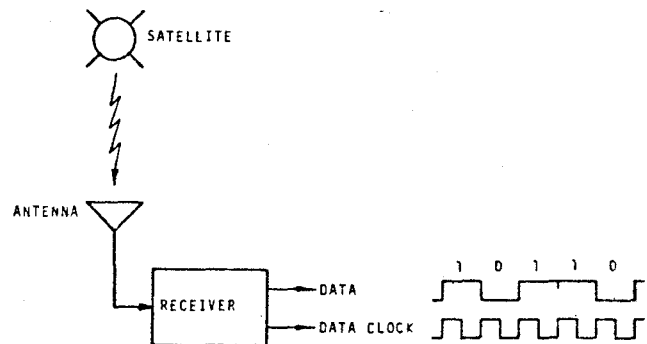 SATELLITE
ANTENNA
1 0 1 1 0
RECEIVER
DATA
DATA CLOCK